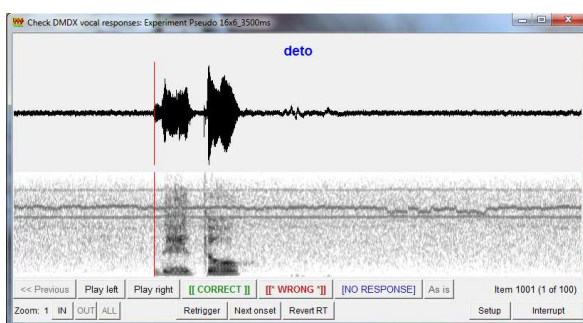 Check DMDX vocal responses: Experiment Pseudo 16x6_3500ms
deto
<< Previous Play left Play right [[ CORRECT ]] [[* WRONG *]] [NO RESPONSE] As is Item 1001 (1 of 100)
Zoom: 1 IN OUT ALL Retrigger Next onset Revert RT Setup Interrupt